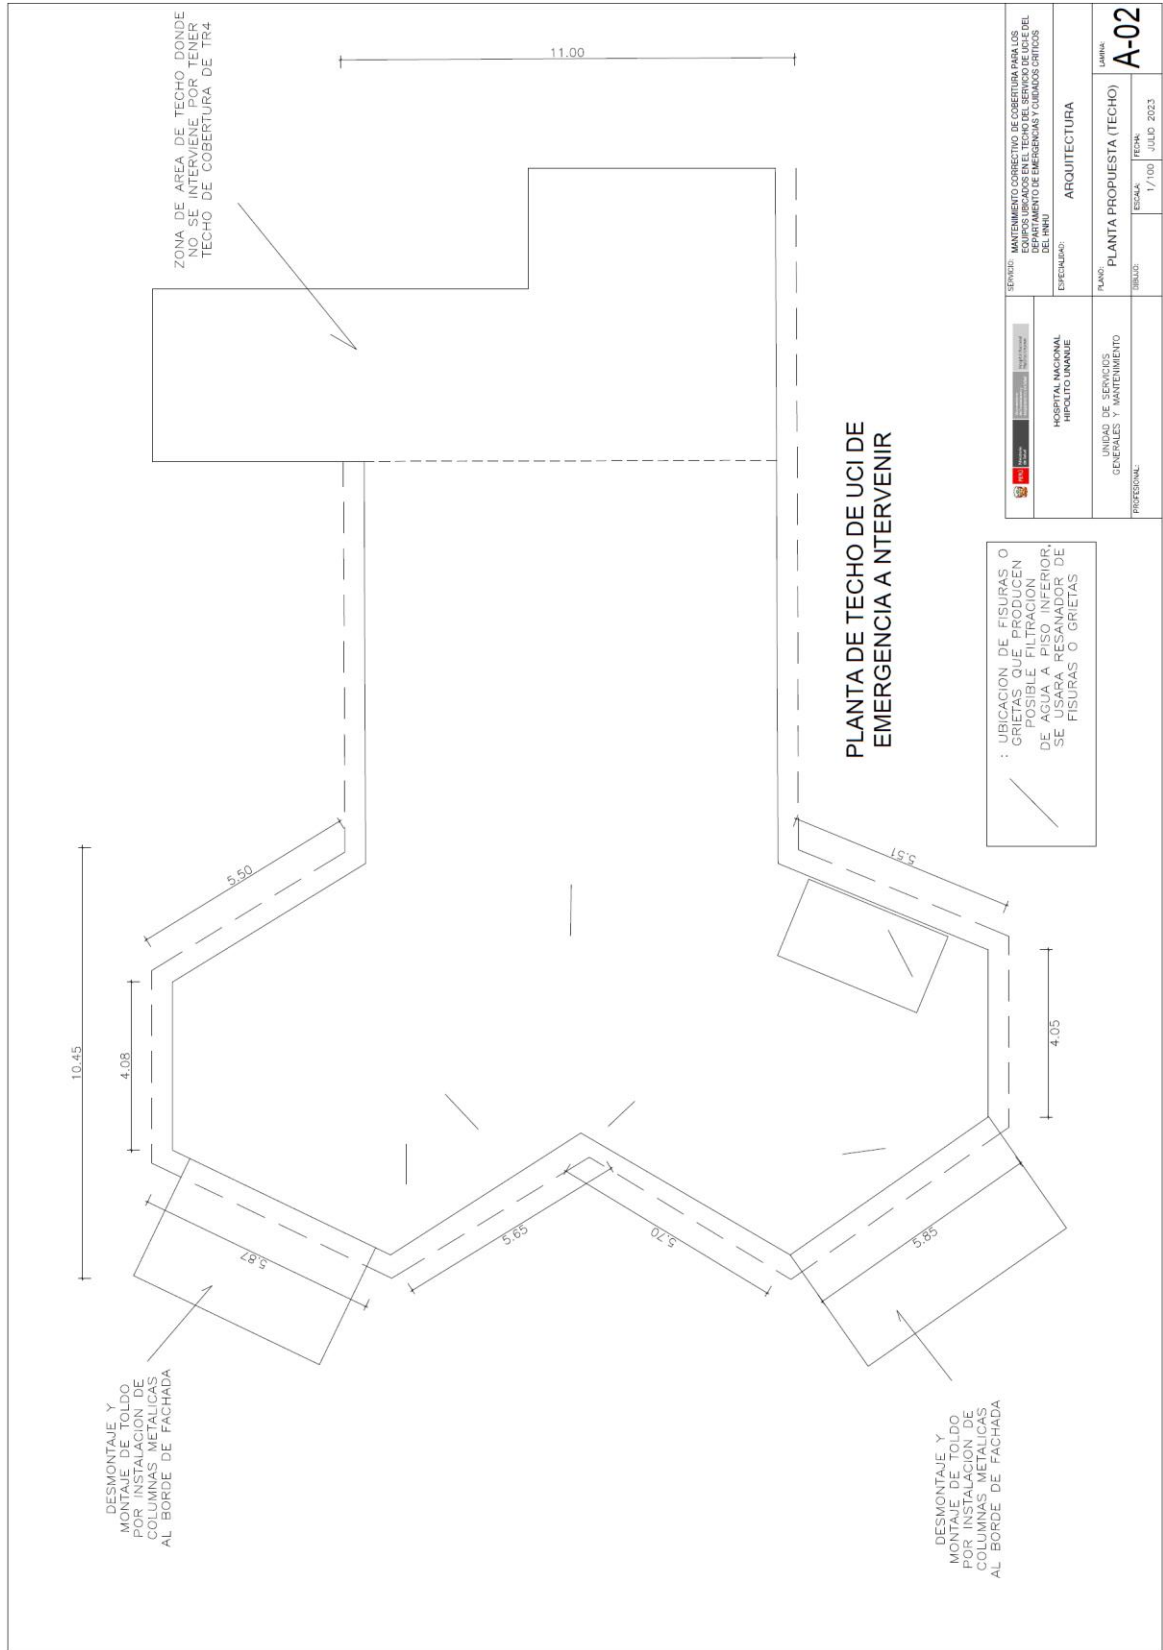 ZONA DE AREA DE TECHO DONDE
NO SE INTERVIENE POR TENER
TECHO DE COBERTURA DE TR4
11.00
10.45
5.50
4.08
5.87
5.65
5.70
5.85
4.05
5.51
DESMONTAJE Y
MONTAJE DE TOLDO
POR INSTALACION DE
COLUMNAS METALICAS
AL BORDE DE FACHADA
DESMONTAJE Y
MONTAJE DE TOLDO
POR INSTALACION DE
COLUMNAS METALICAS
AL BORDE DE FACHADA
PLANTA DE TECHO DE UCI DE
EMERGENCIA A NTERVENIR
: UBICACION DE FISURAS O
GRIETAS QUE PRODUCEN
POSIBLE FILTRACION
DE AGUA A PISO INFERIOR,
SE USARA RESANADOR DE
FISURAS O GRIETAS
PERÚ
HOSPITAL NACIONAL
HIPOLITO UNANUE
UNIDAD DE SERVICIOS
GENERALES Y MANTENIMIENTO
PROFESIONAL:
SERVICIO: MANTENIMIENTO CORRECTIVO DE COBERTURA PARA LOS
EQUIPOS UBICADOS EN EL TECHO DEL SERVICIO DE UCI-E DEL
DEPARTAMENTO DE EMERGENCIAS Y CUIDADOS CRITICOS
DEL HNHU
ESPECIALIDAD:
ARQUITECTURA
PLANO:
PLANTA PROPUESTA (TECHO)
LAMINA:
A-02
DIBUJO:
ESCALA:
1/100
FECHA:
JULIO 2023